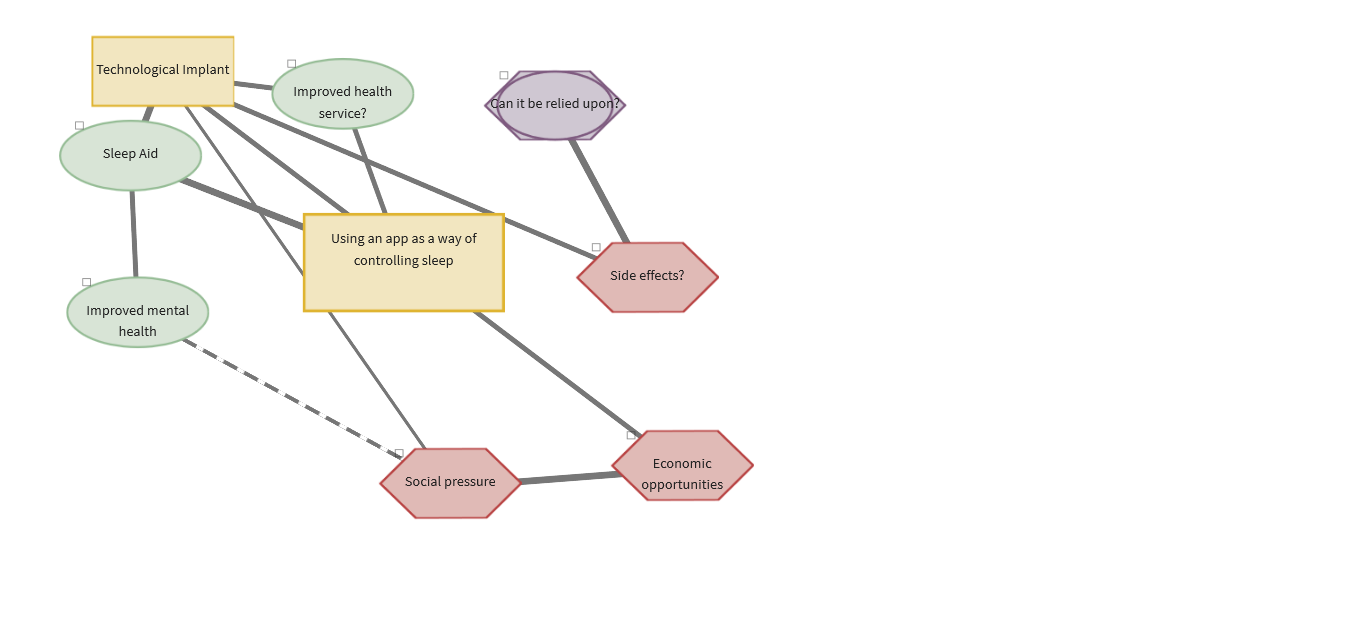 Technological Implant
Improved health
service?
Can it be relied upon?
Sleep Aid
Using an app as a way of
controlling sleep
Side effects?
Improved mental
health
Social pressure
Economic
opportunities